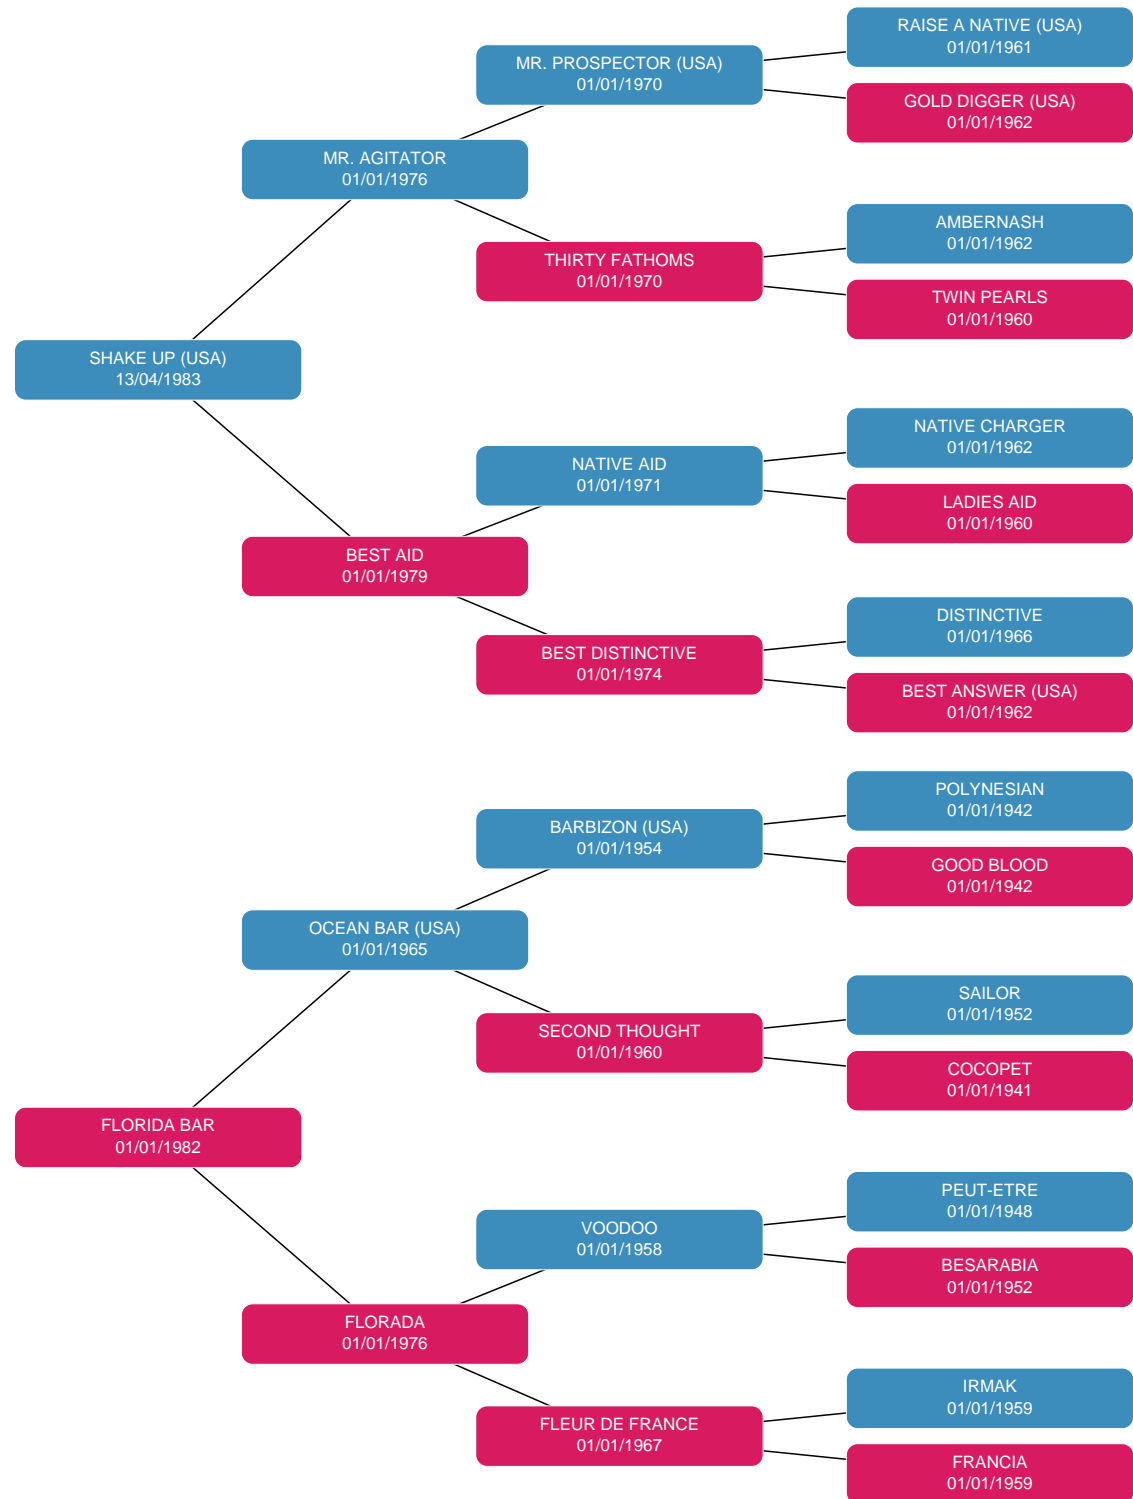 RAISE A NATIVE (USA)
01/01/1961
MR. PROSPECTOR (USA)
01/01/1970
GOLD DIGGER (USA)
01/01/1962
MR. AGITATOR
01/01/1976
AMBERNASH
01/01/1962
THIRTY FATHOMS
01/01/1970
TWIN PEARLS
01/01/1960
SHAKE UP (USA)
13/04/1983
NATIVE CHARGER
01/01/1962
NATIVE AID
01/01/1971
LADIES AID
01/01/1960
BEST AID
01/01/1979
DISTINCTIVE
01/01/1966
BEST DISTINCTIVE
01/01/1974
BEST ANSWER (USA)
01/01/1962
POLYNESIAN
01/01/1942
BARBIZON (USA)
01/01/1954
GOOD BLOOD
01/01/1942
OCEAN BAR (USA)
01/01/1965
SAILOR
01/01/1952
SECOND THOUGHT
01/01/1960
COCOPET
01/01/1941
FLORIDA BAR
01/01/1982
PEUT-ETRE
01/01/1948
VOODOO
01/01/1958
BESARABIA
01/01/1952
FLORADA
01/01/1976
IRMAK
01/01/1959
FLEUR DE FRANCE
01/01/1967
FRANCIA
01/01/1959